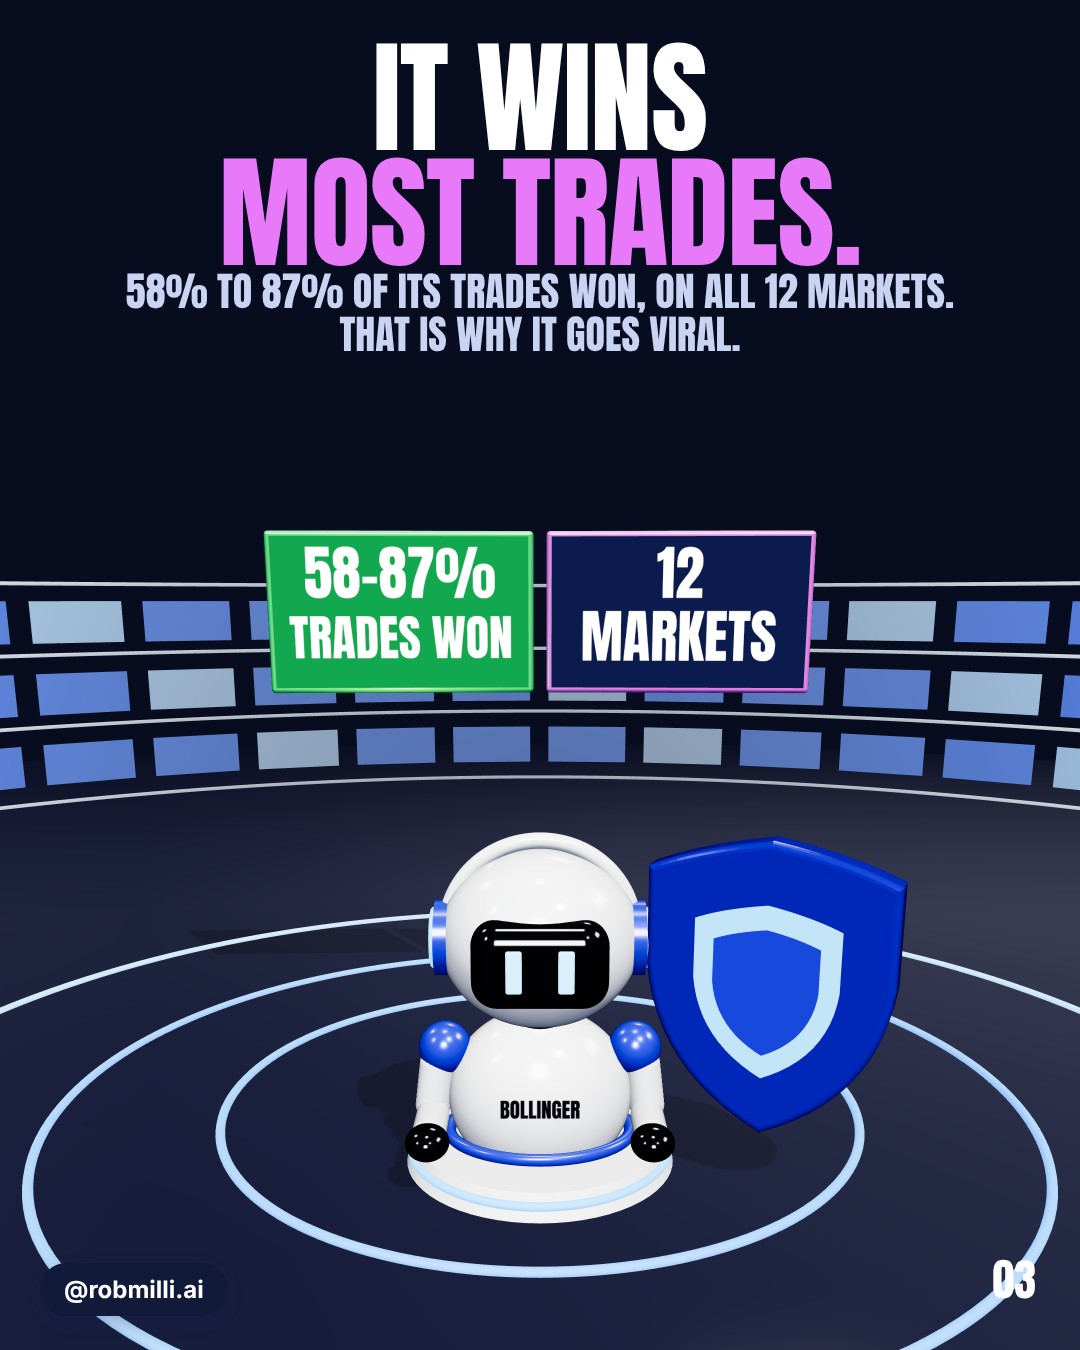 IT WINS
MOST TRADES.
58% TO 87% OF ITS TRADES WON, ON ALL 12 MARKETS.
THAT IS WHY IT GOES VIRAL.
58-87%
TRADES WON
12
MARKETS
BOLLINGER
@robmilli.ai
03